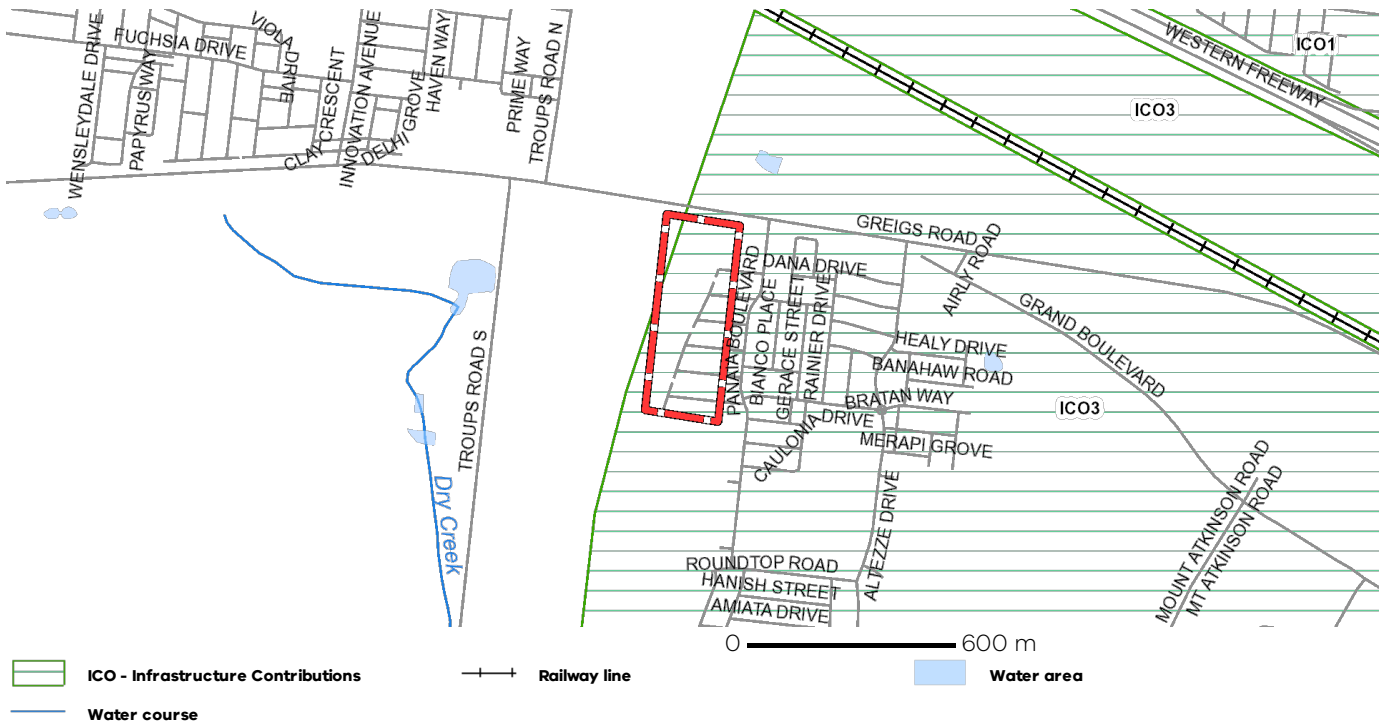 WENSLEYDALE DRIVE
FUCHSIA DRIVE
PAPYRUS WAY
VIOLA DRIVE
CLAY CRESCENT
INNOVATION AVENUE
DELHI GROVE
HAVEN WAY
PRIME WAY
TROUPS ROAD N
ICO1
WESTERN FREEWAY
ICO3
GREIGS ROAD
AIRLY ROAD
DANA DRIVE
PANAIA BOULEVARD
BIANCO PLACE
GERACE STREET
RAINIER DRIVE
GRAND BOULEVARD
HEALY DRIVE
BANAHAW ROAD
BRATAN WAY
ICO3
CAULONIA DRIVE
MERAPI GROVE
TROUPS ROAD S
Dry Creek
ALTEZZE DRIVE
MOUNT ATKINSON ROAD
MT ATKINSON ROAD
ROUNDTOP ROAD
HANISH STREET
AMIATA DRIVE
0 600 m
ICO - Infrastructure Contributions
Railway line
Water area
Water course